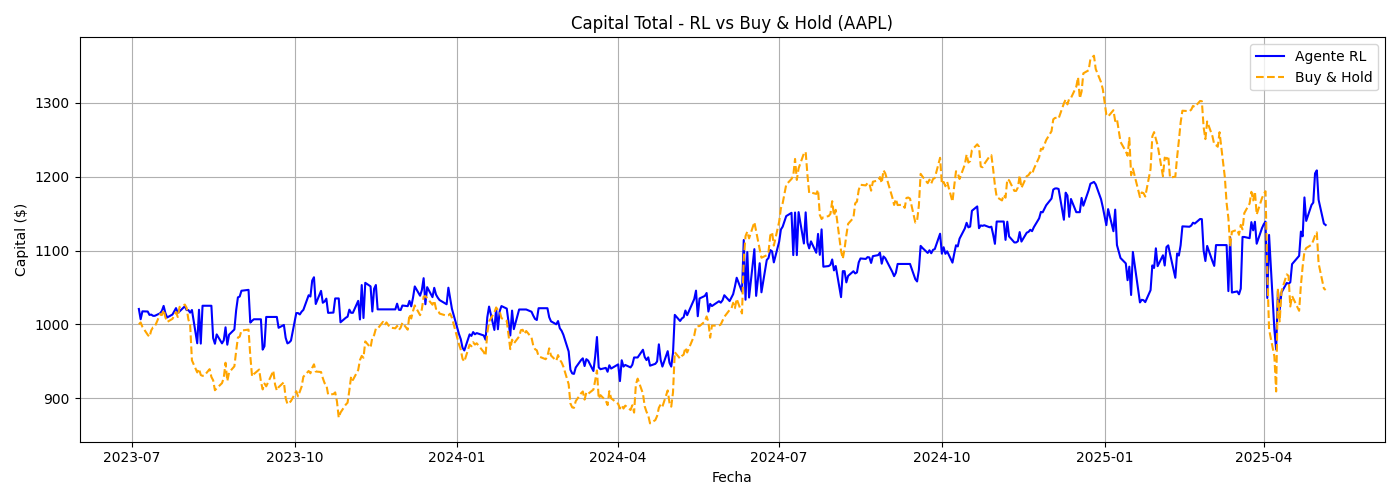 Capital Total - RL vs Buy & Hold (AAPL)
Agente RL
Buy & Hold
Capital ($)
1300
1200
1100
1000
900
2023-07 2023-10 2024-01 2024-04 2024-07 2024-10 2025-01 2025-04
Fecha